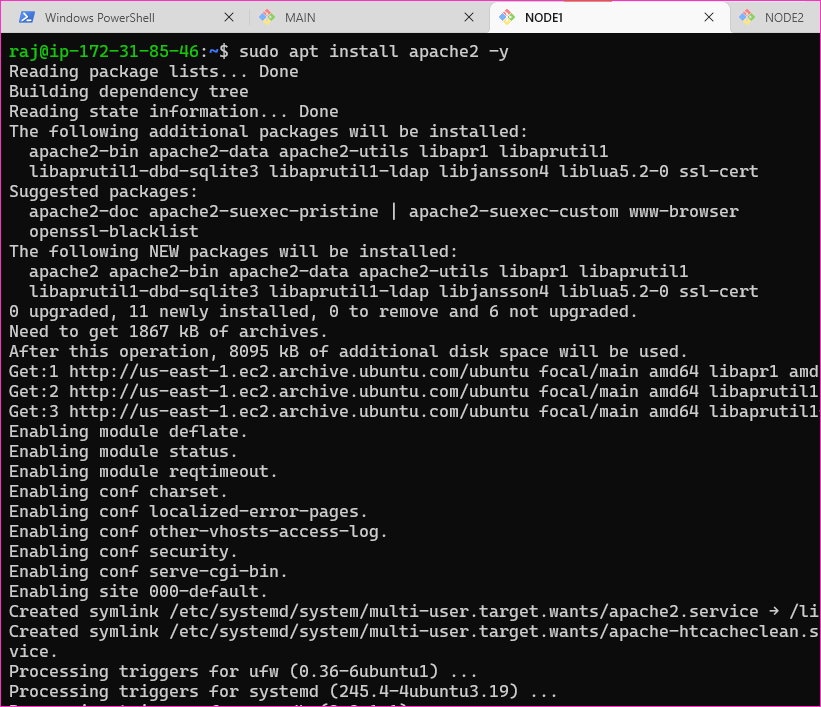 Windows PowerShell
MAIN
NODE1
NODE2
raj@ip-172-31-85-46:~$ sudo apt install apache2 -y
Reading package lists... Done
Building dependency tree
Reading state information... Done
The following additional packages will be installed:
  apache2-bin apache2-data apache2-utils libapr1 libaprutil1
  libaprutil1-dbd-sqlite3 libaprutil1-ldap libjansson4 liblua5.2-0 ssl-cert
Suggested packages:
  apache2-doc apache2-suexec-pristine | apache2-suexec-custom www-browser
  openssl-blacklist
The following NEW packages will be installed:
  apache2 apache2-bin apache2-data apache2-utils libapr1 libaprutil1
  libaprutil1-dbd-sqlite3 libaprutil1-ldap libjansson4 liblua5.2-0 ssl-cert
0 upgraded, 11 newly installed, 0 to remove and 6 not upgraded.
Need to get 1867 kB of archives.
After this operation, 8095 kB of additional disk space will be used.
Get:1 http://us-east-1.ec2.archive.ubuntu.com/ubuntu focal/main amd64 libapr1 amd
Get:2 http://us-east-1.ec2.archive.ubuntu.com/ubuntu focal/main amd64 libaprutil1
Get:3 http://us-east-1.ec2.archive.ubuntu.com/ubuntu focal/main amd64 libaprutil1
Enabling module deflate.
Enabling module status.
Enabling module reqtimeout.
Enabling conf charset.
Enabling conf localized-error-pages.
Enabling conf other-vhosts-access-log.
Enabling conf security.
Enabling conf serve-cgi-bin.
Enabling site 000-default.
Created symlink /etc/systemd/system/multi-user.target.wants/apache2.service → /li
Created symlink /etc/systemd/system/multi-user.target.wants/apache-htcacheclean.s
vice.
Processing triggers for ufw (0.36-6ubuntu1) ...
Processing triggers for systemd (245.4-4ubuntu3.19) ...